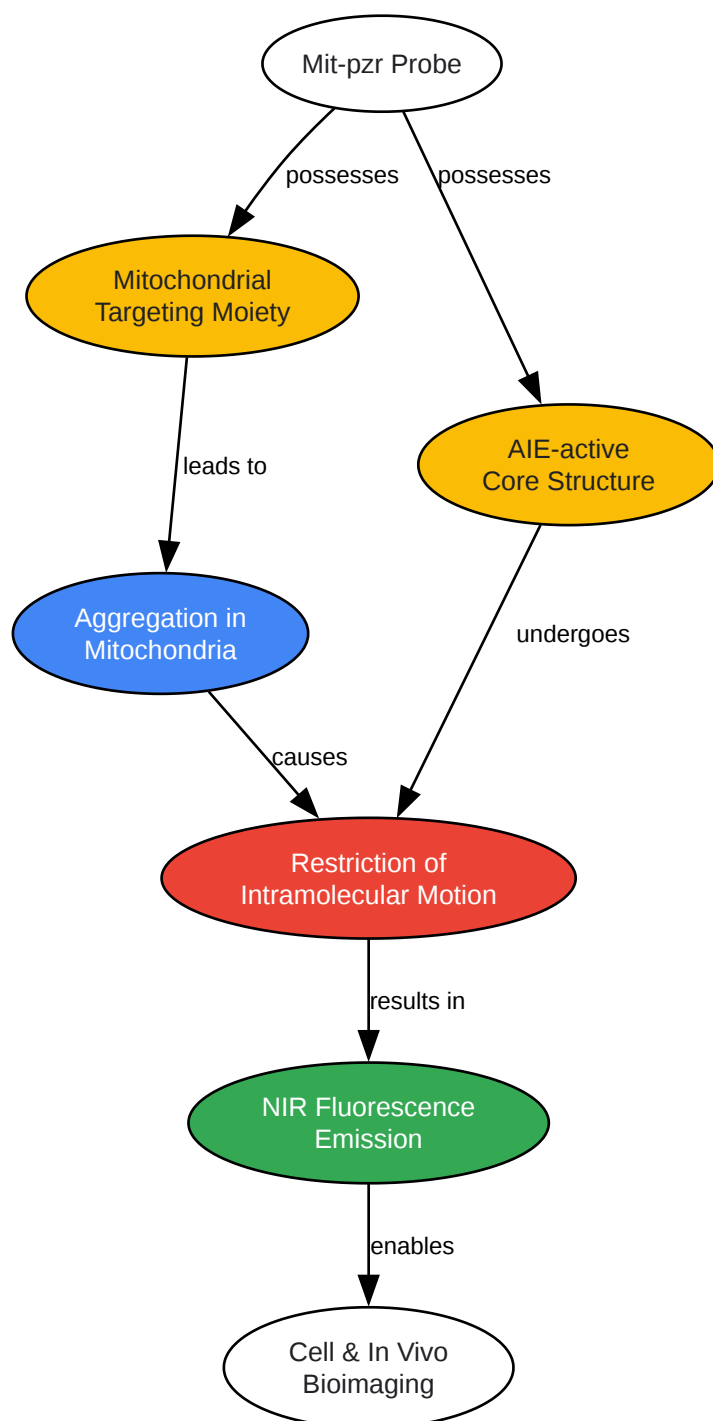 Mit-pzr Probe
possesses
possesses
Mitochondrial
Targeting Moiety
AIE-active
Core Structure
leads to
Aggregation in
Mitochondria
undergoes
causes
Restriction of
Intramolecular Motion
results in
NIR Fluorescence
Emission
enables
Cell & In Vivo
Bioimaging